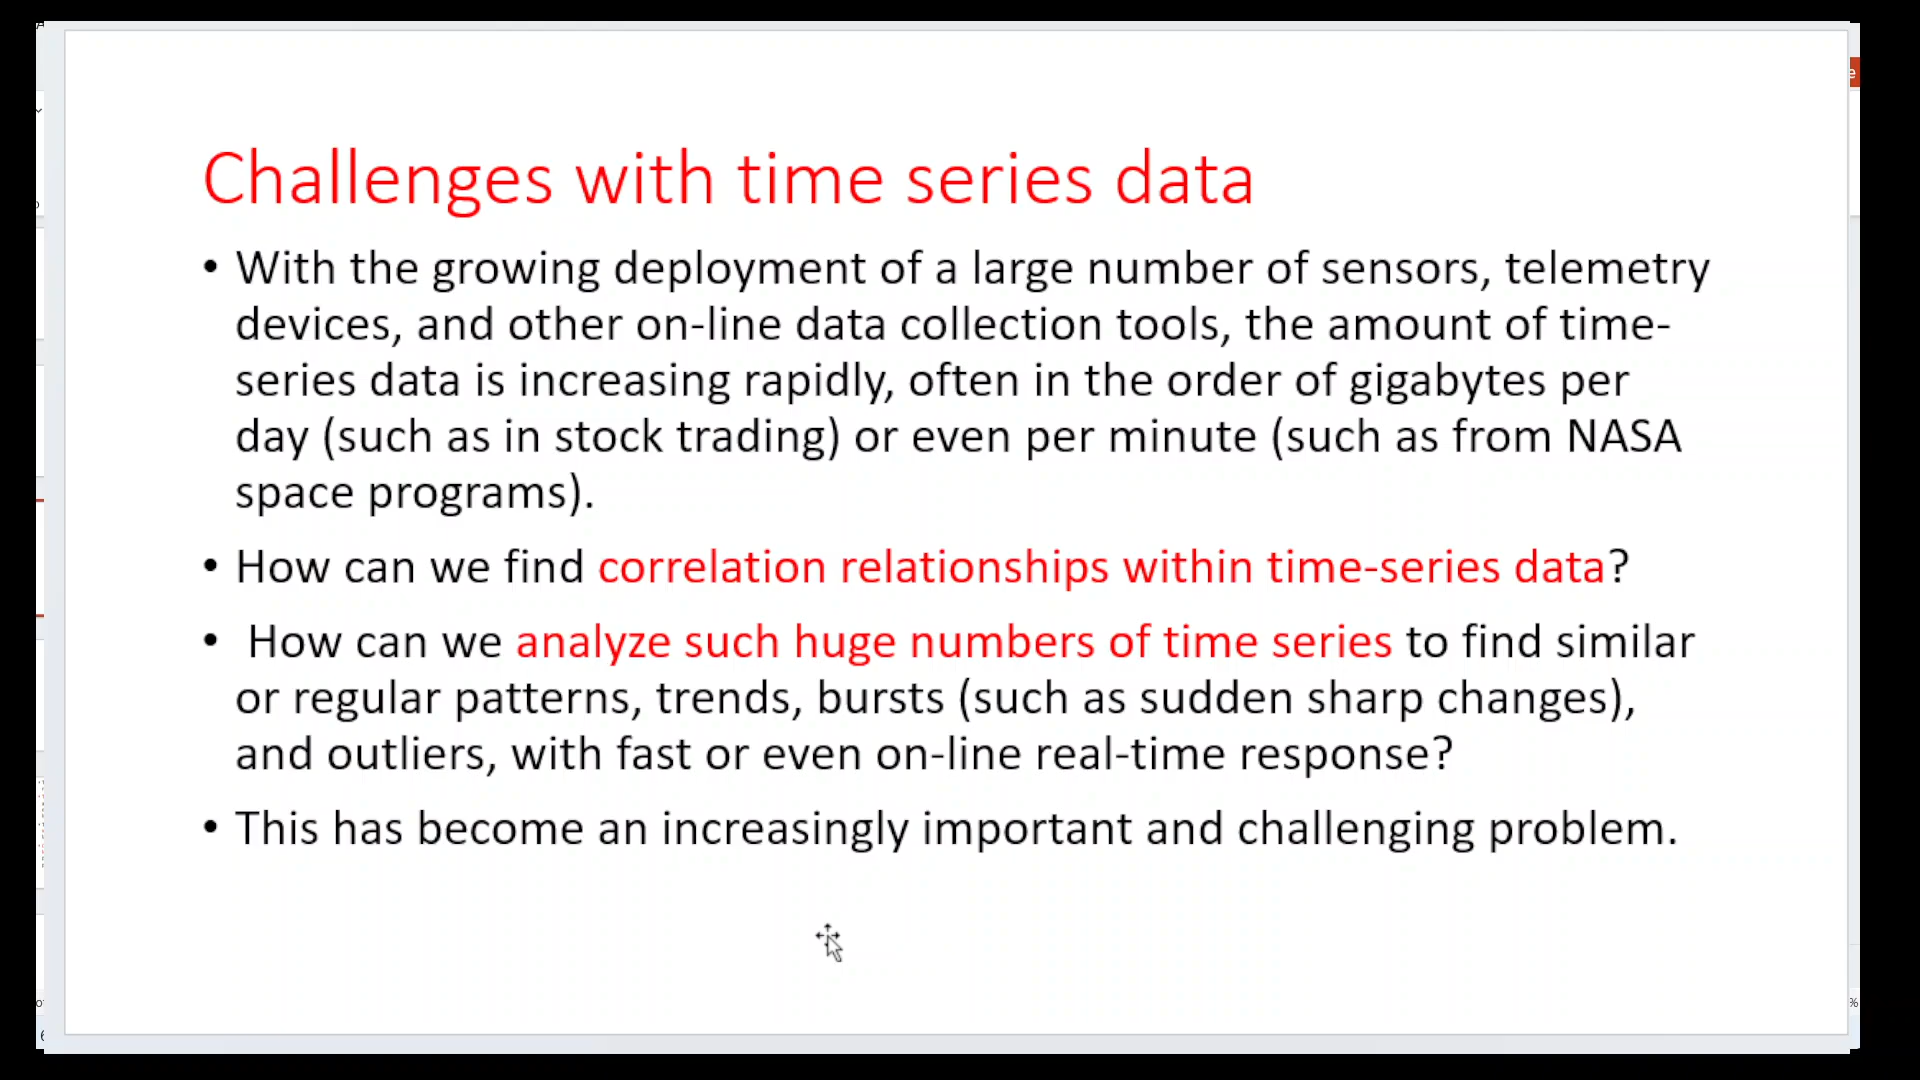 Challenges with time series data
• With the growing deployment of a large number of sensors, telemetry
devices, and other on-line data collection tools, the amount of time-
series data is increasing rapidly, often in the order of gigabytes per
day (such as in stock trading) or even per minute (such as from NASA
space programs).
• How can we find correlation relationships within time-series data?
• How can we analyze such huge numbers of time series to find similar
or regular patterns, trends, bursts (such as sudden sharp changes),
and outliers, with fast or even on-line real-time response?
• This has become an increasingly important and challenging problem.